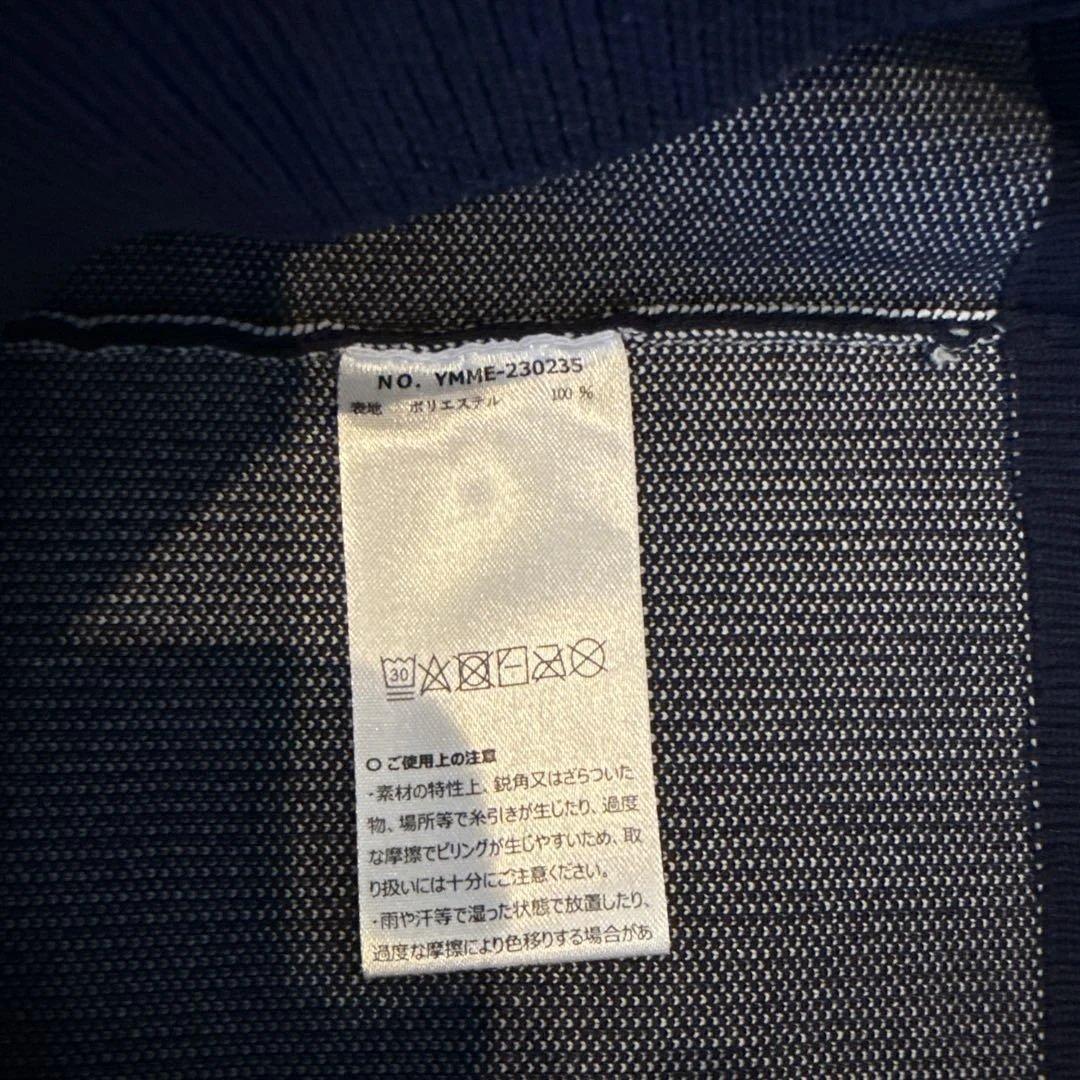 NO. YMME-230235
表地 ポリエステル 100 %
30
○ ご使用上の注意
・素材の特性上、鋭角又はざらついた
物、場所等で糸引きが生じたり、過度
な摩擦でピリングが生じやすいため、取
り扱いには十分にご注意ください。
・雨や汗等で湿った状態で放置したり、
過度な摩擦により色移りする場合があ